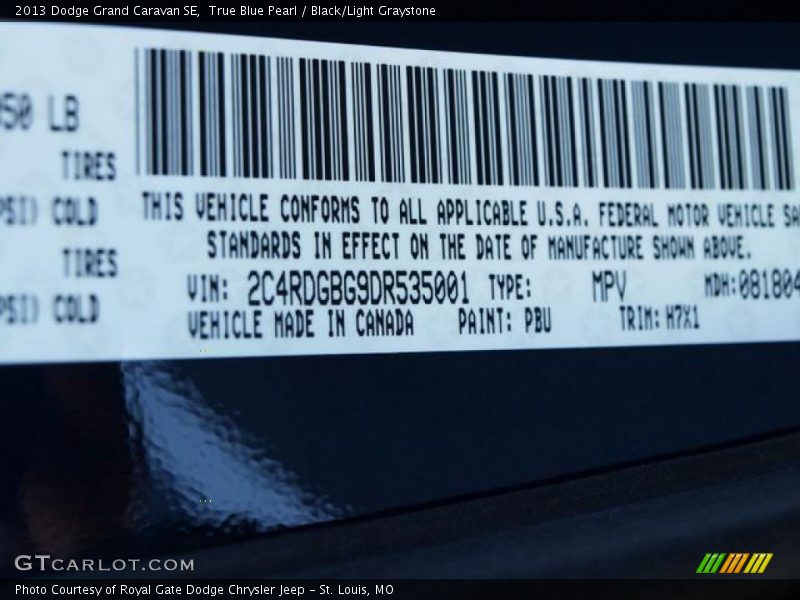 2013 Dodge Grand Caravan SE, True Blue Pearl / Black/Light Graystone
50 LB
TIRES
PSI) COLD
TIRES
PSI) COLD
THIS VEHICLE CONFORMS TO ALL APPLICABLE U.S.A. FEDERAL MOTOR VEHICLE SA
STANDARDS IN EFFECT ON THE DATE OF MANUFACTURE SHOWN ABOVE.
VIN: 2C4RDGBG9DR535001 TYPE: MPV MDH:081804
VEHICLE MADE IN CANADA PAINT: PBU TRIM: H7X1
GTCARLOT.COM
Photo Courtesy of Royal Gate Dodge Chrysler Jeep – St. Louis, MO